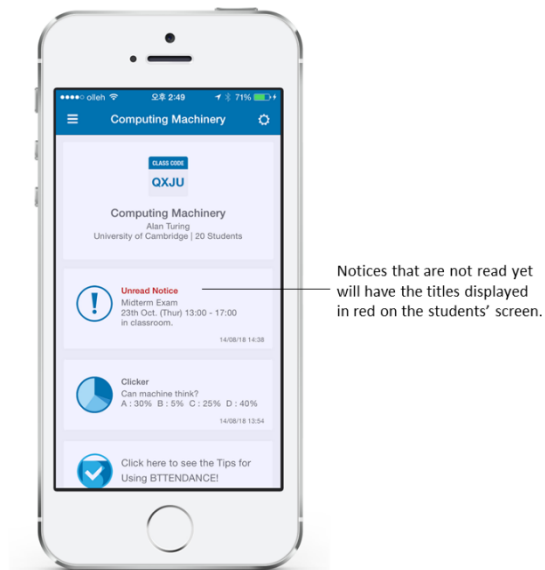 olleh 오후 2:49 71%
Computing Machinery
CLASS CODE
QXJU
Computing Machinery
Alan Turing
University of Cambridge | 20 Students
Unread Notice
Midterm Exam
23th Oct. (Thur) 13:00 - 17:00
in classroom.
14/08/18 14:38
Clicker
Can machine think?
A : 30% B : 5% C : 25% D : 40%
14/08/18 13:54
Click here to see the Tips for
Using BTTENDANCE!
Notices that are not read yet
will have the titles displayed
in red on the students' screen.